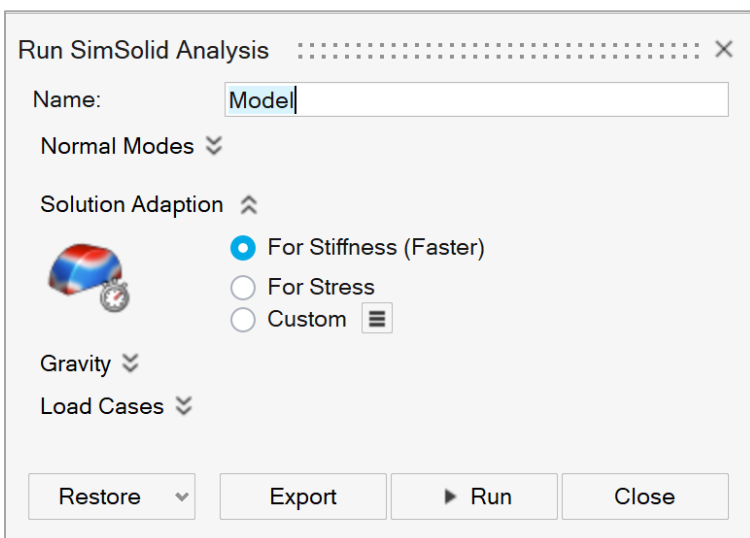 Run SimSolid Analysis
Name: Model
Normal Modes
Solution Adaption
For Stiffness (Faster)
For Stress
Custom
Gravity
Load Cases
Restore Export Run Close